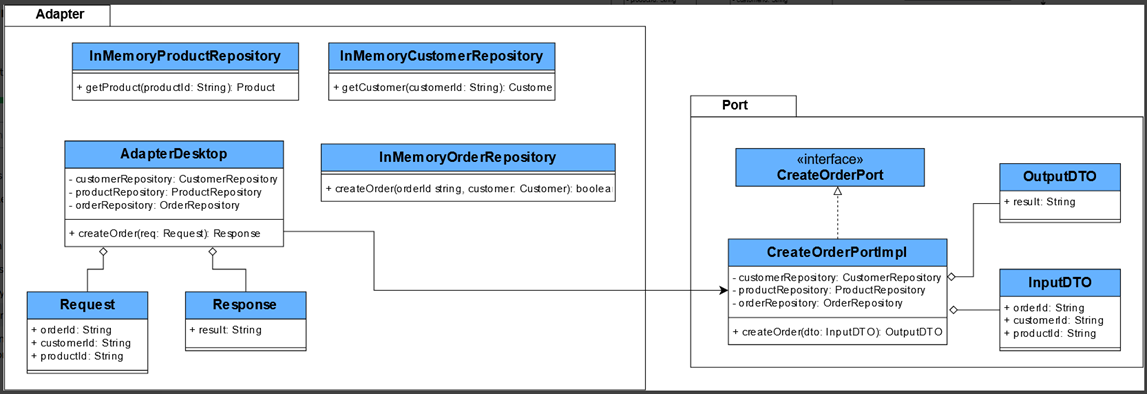 Adapter
InMemoryProductRepository
+ getProduct(productId: String): Product
InMemoryCustomerRepository
+ getCustomer(customerId: String): Custome
AdapterDesktop
- customerRepository: CustomerRepository
- productRepository: ProductRepository
- orderRepository: OrderRepository
+ createOrder(req: Request): Response
InMemoryOrderRepository
+ createOrder(orderId string, customer: Customer): boolea
Request
+ orderId: String
+ customerId: String
+ productId: String
Response
+ result: String
Port
«interface»
CreateOrderPort
CreateOrderPortImpl
- customerRepository: CustomerRepository
- productRepository: ProductRepository
- orderRepository: OrderRepository
+ createOrder(dto: InputDTO): OutputDTO
OutputDTO
+ result: String
InputDTO
+ orderId: String
+ customerId: String
+ productId: String